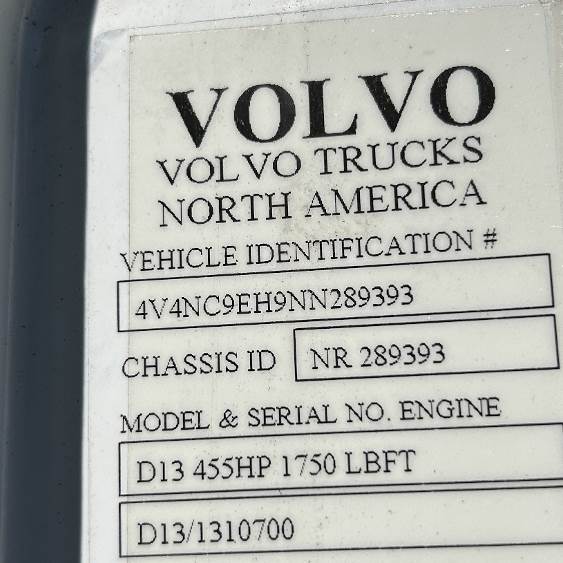 VOLVO
VOLVO TRUCKS
NORTH AMERICA
VEHICLE IDENTIFICATION #
4V4NC9EH9NN289393
CHASSIS ID NR 289393
MODEL & SERIAL NO. ENGINE
D13 455HP 1750 LBFT
D13/1310700